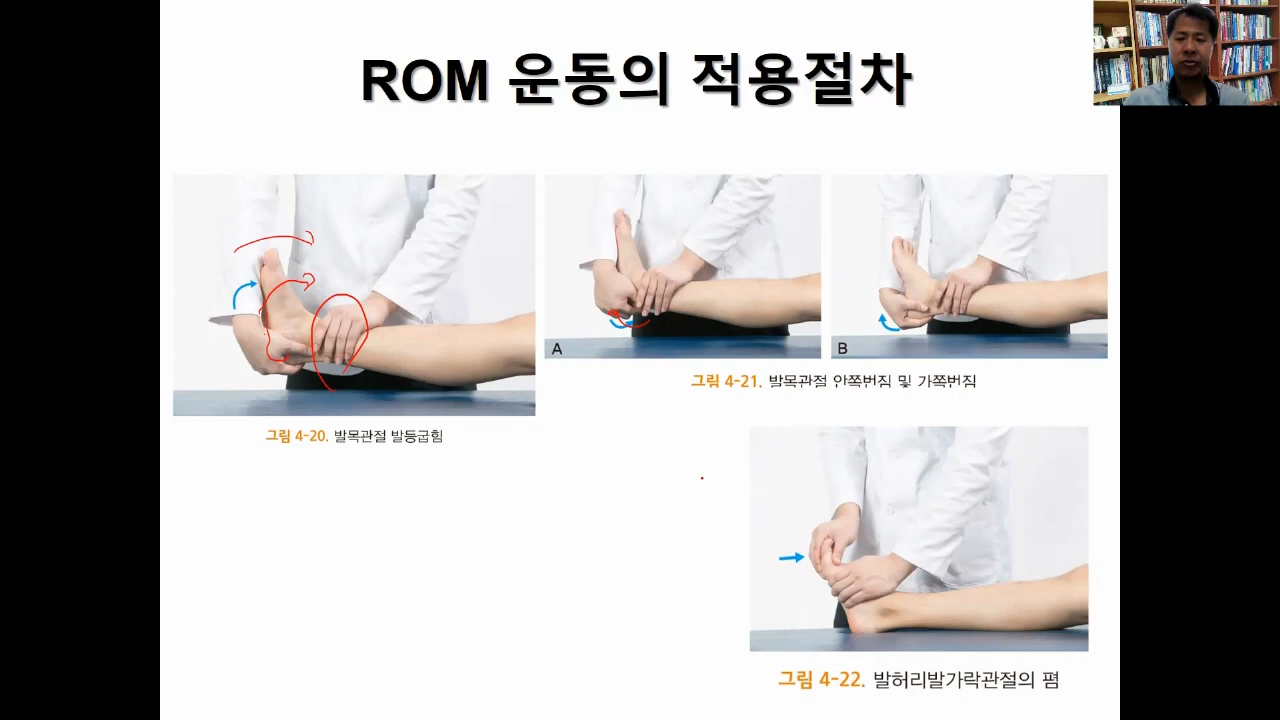 ROM 운동의 적용절차
A
B
그림 4-21. 발목관절 안쪽번짐 및 가쪽번짐
그림 4-20. 발목관절 발등굽힘
그림 4-22. 발허리발가락관절의 폄